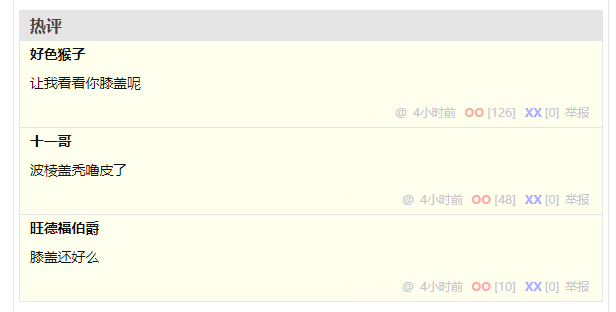 热评
好色猴子
让我看看你膝盖呢
@ 4小时前 OO [126] XX [0] 举报
十一哥
波棱盖秃噜皮了
@ 4小时前 OO [48] XX [0] 举报
旺德福伯爵
膝盖还好么
@ 4小时前 OO [10] XX [0] 举报